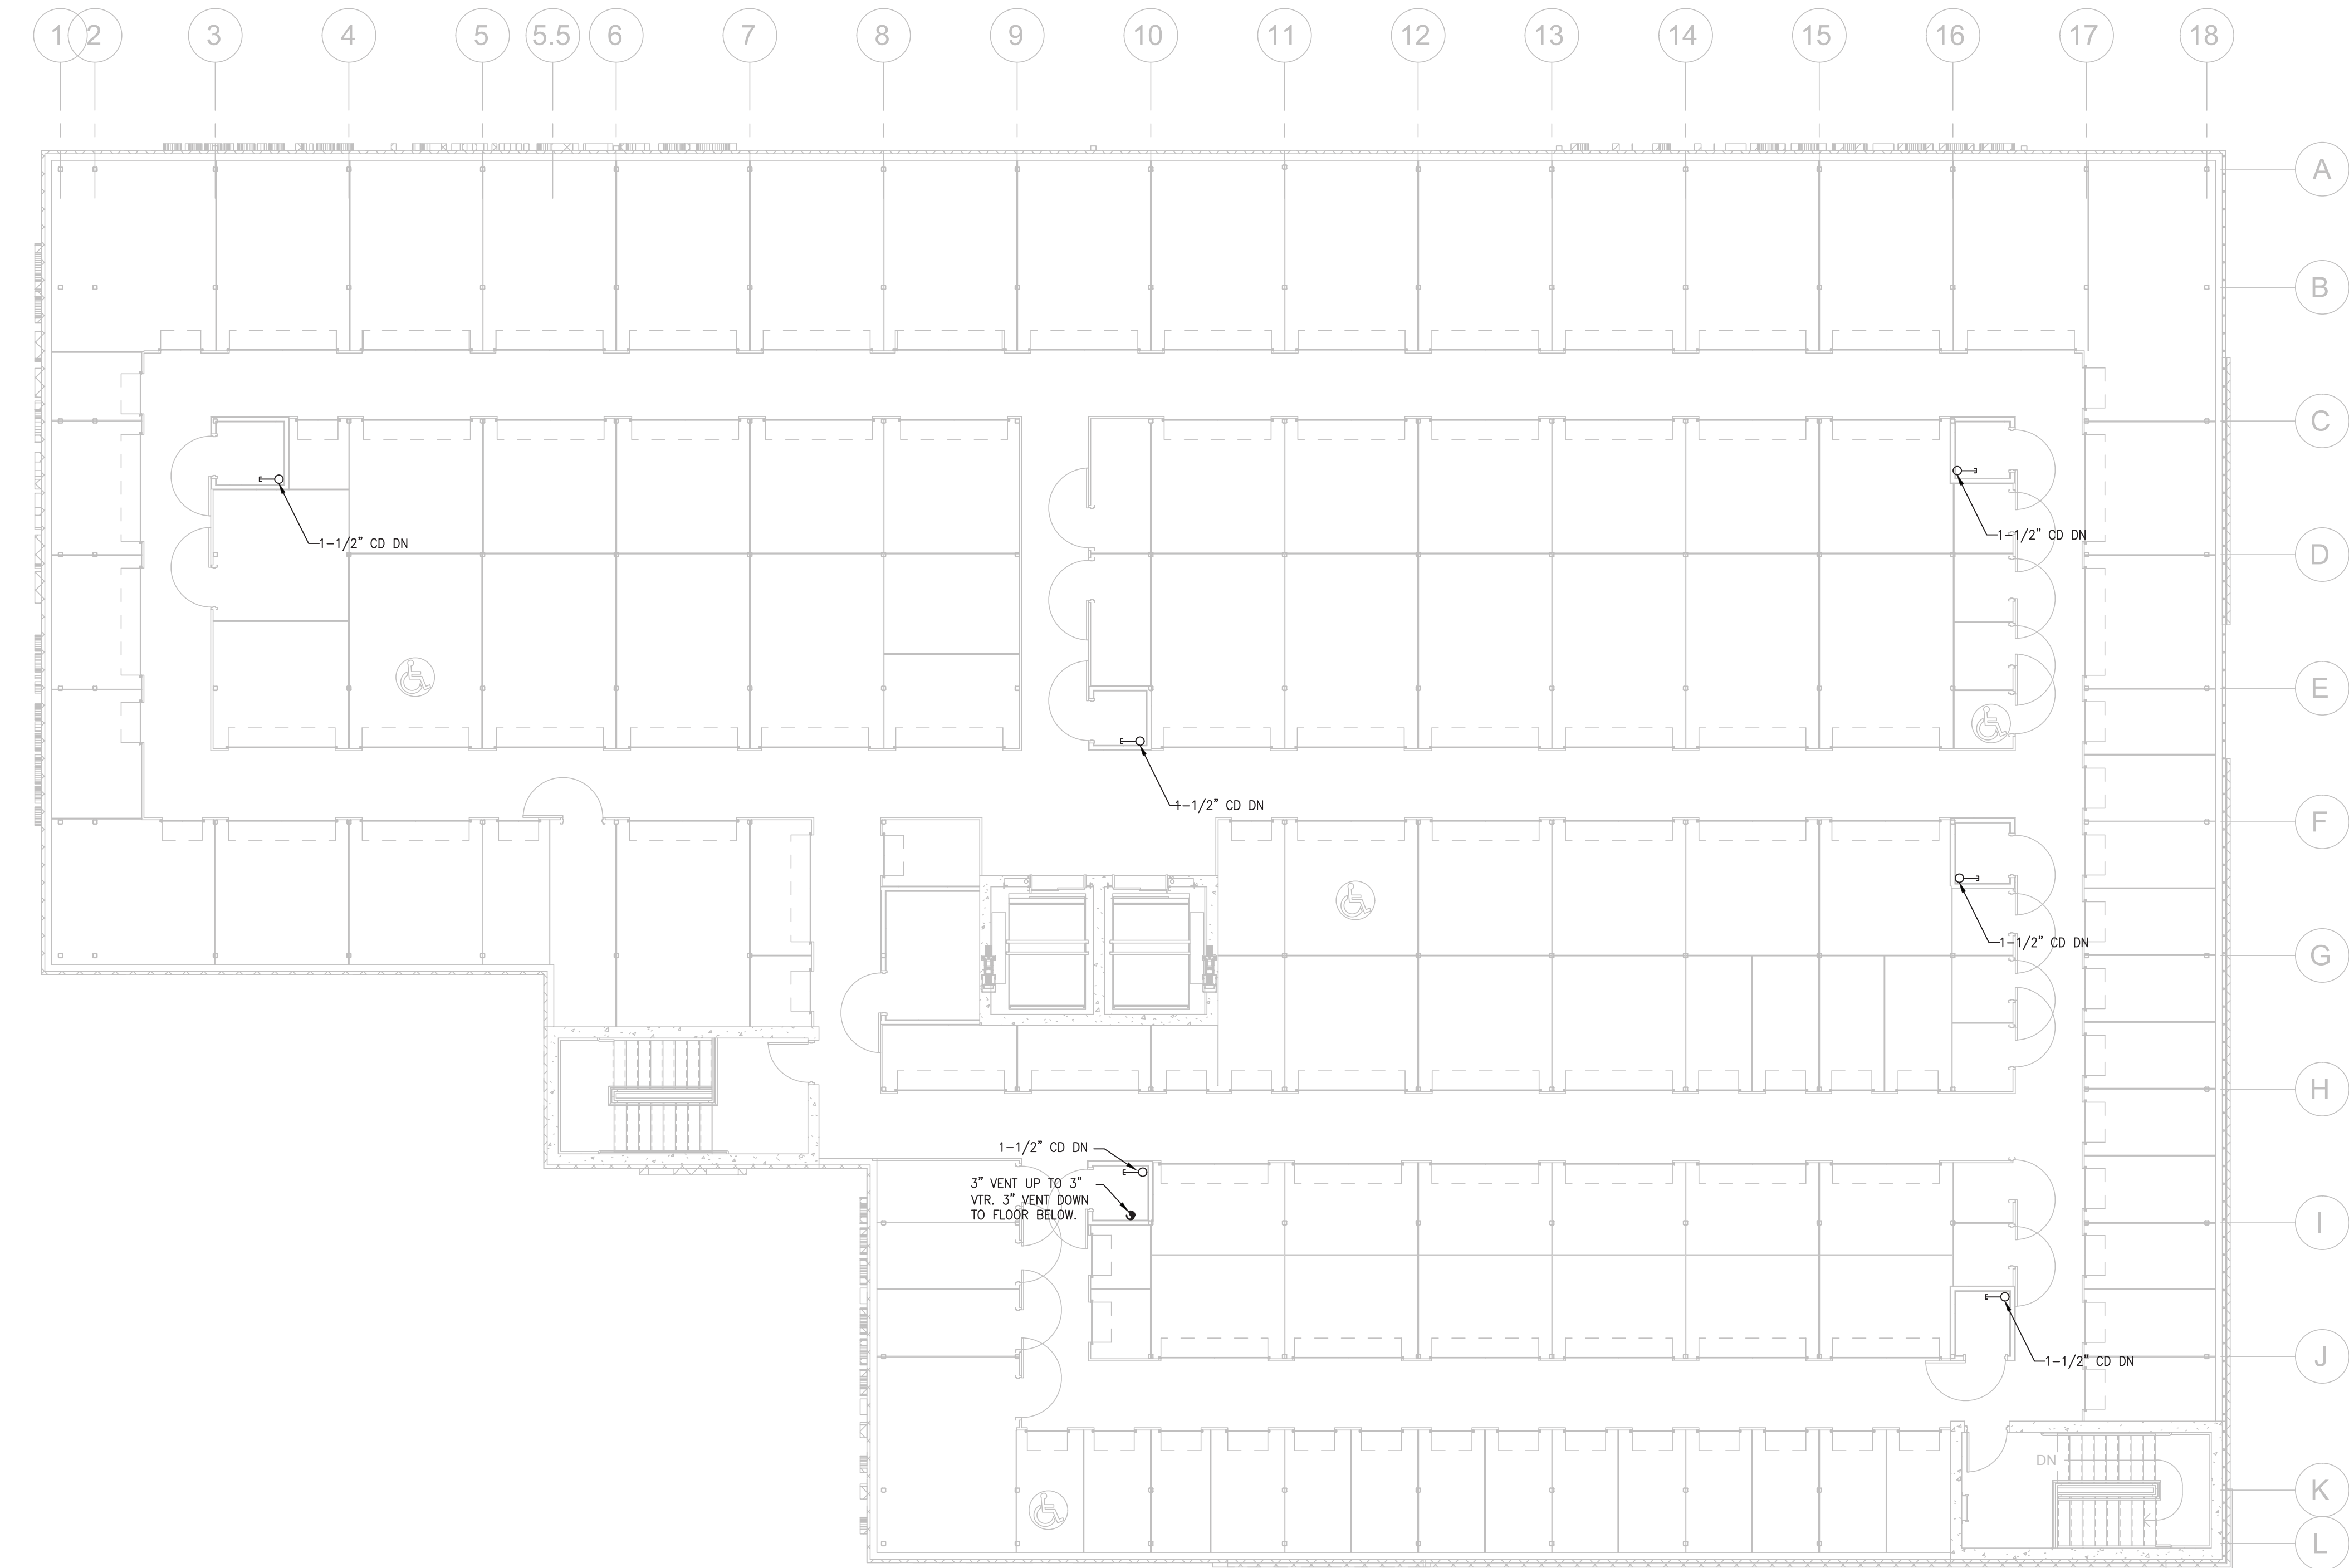 1 2 3 4 5 5.5 6 7 8 9 10 11 12 13 14 15 16 17 18
A
B
C
1-1/2" CD DN
1-1/2" CD DN
D
E
1-1/2" CD DN
F
1-1/2" CD DN
G
H
1-1/2" CD DN
3" VENT UP TO 3"
VTR. 3" VENT DOWN
TO FLOOR BELOW.
I
1-1/2" CD DN
J
DN
K
L